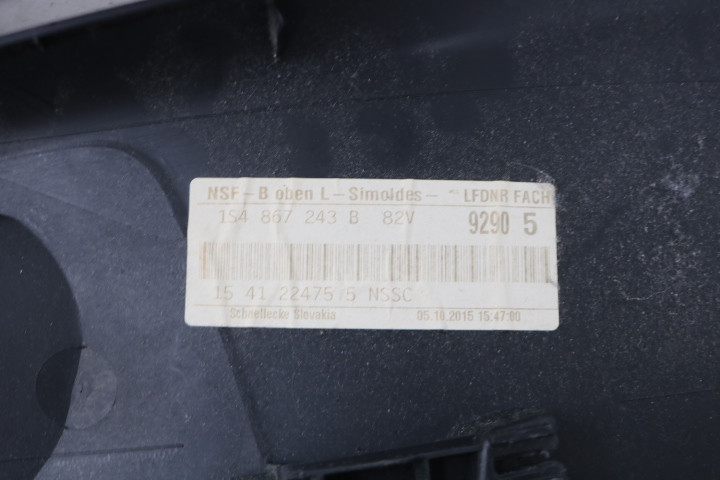 NSF - B oben L - Simoldes - LFDNR FACH
1S4 867 243 B 82V 9290 5
15 41 22475 5 NSSC
Schnellecke Slovakia 05.10.2015 15:47:00